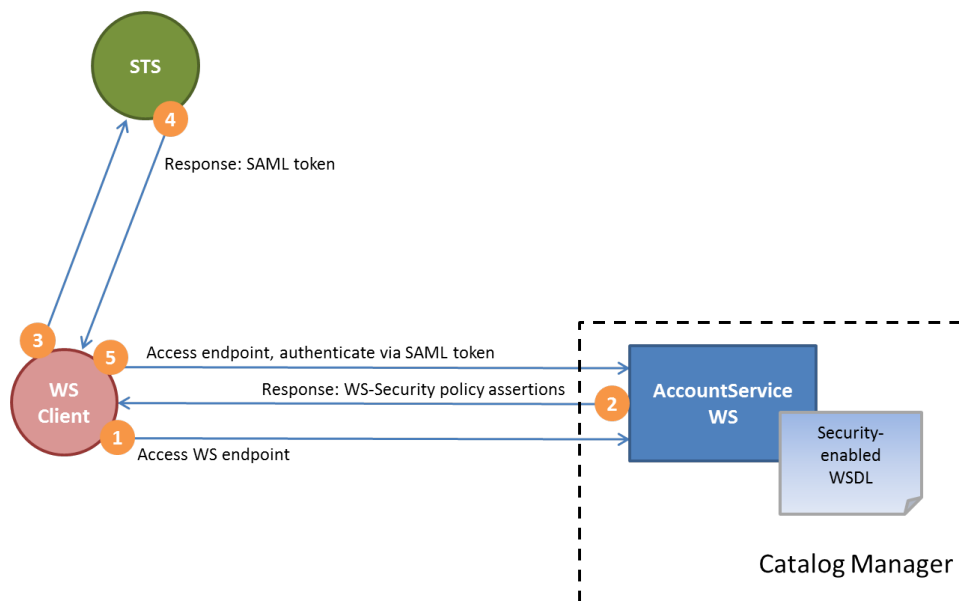 STS
4
Response: SAML token
3
5
Access endpoint, authenticate via SAML token
WS
Client
Response: WS-Security policy assertions
2
AccountService
WS
1
Access WS endpoint
Security-
enabled
WSDL
Catalog Manager